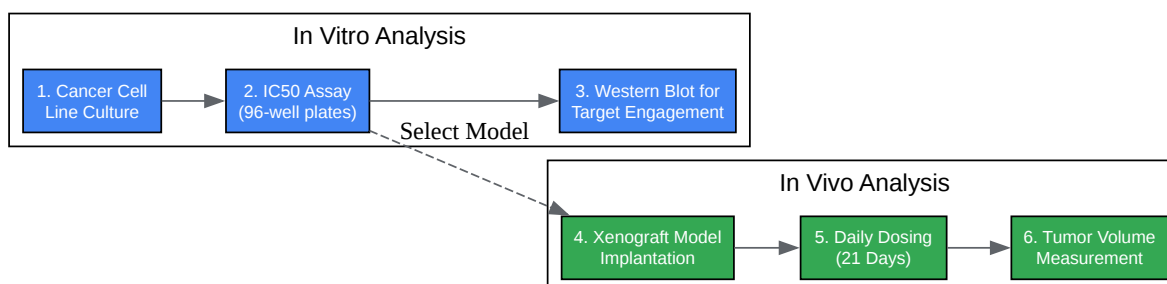 In Vitro Analysis
1. Cancer Cell
Line Culture
2. IC50 Assay
(96-well plates)
3. Western Blot for
Target Engagement
Select Model
In Vivo Analysis
4. Xenograft Model
Implantation
5. Daily Dosing
(21 Days)
6. Tumor Volume
Measurement